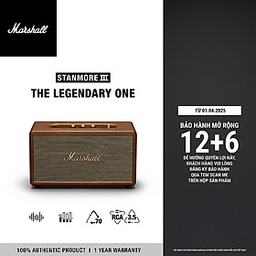 Marshall
STANMORE III
THE LEGENDARY ONE
Marshall
70
RCA
3.5
100% AUTHENTIC PRODUCT | 1 YEAR WARRANTY
TỪ 01.04.2025
BẢO HÀNH MỞ RỘNG
12+6
ĐỂ HƯỞNG QUYỀN LỢI NÀY,
KHÁCH HÀNG VUI LÒNG
ĐĂNG KÝ BẢO HÀNH
QUA TEM SCAN ME
TRÊN HỘP SẢN PHẨM